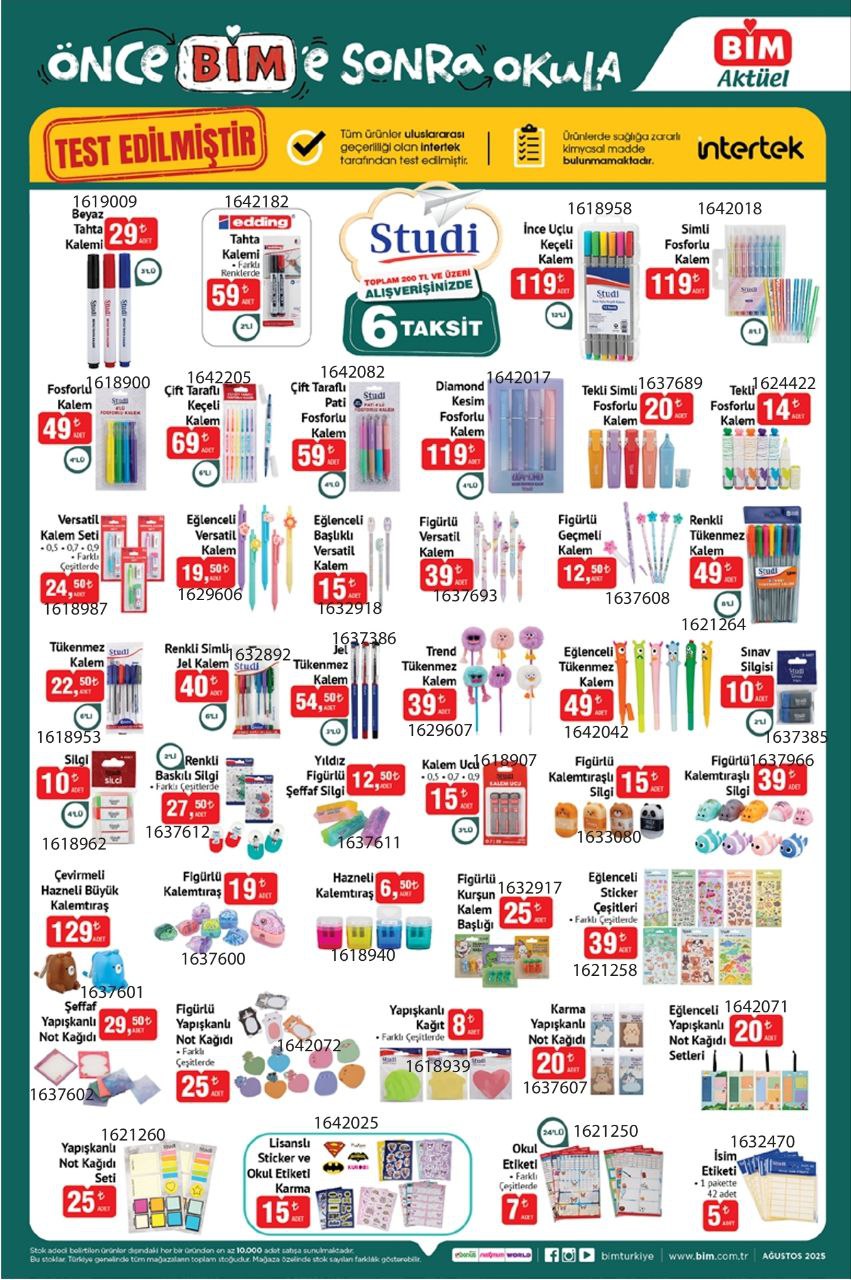 ÖNCE BİM'E SONRA OKULA
BİM
Aktüel
TEST EDİLMİŞTİR
Tüm ürünler uluslararası
geçerliliği olan intertek
tarafından test edilmiştir.
Ürünlerde sağlığa zararlı
kimyasal madde
bulunmamaktadır.
intertek
1619009
Beyaz
Tahta
Kalemi
29₺
ADET
3'LÜ
1642182
edding
Tahta
Kalemi
• Farklı
Renklerde
59₺
ADET
2'Lİ
Studi
TOPLAM 200 TL VE ÜZERİ
ALIŞVERİŞİNİZDE
6 TAKSİT
1618958
İnce Uçlu
Keçeli
Kalem
119₺
ADET
12'Lİ
1642018
Simli
Fosforlu
Kalem
119₺
ADET
8'Lİ
1618900
Fosforlu
Kalem
49₺
ADET
4'LÜ
1642205
Çift Taraflı
Keçeli
Kalem
69₺
ADET
6'Lİ
1642082
Çift Taraflı
Pati
Fosforlu
Kalem
59₺
ADET
4'LÜ
1642017
Diamond
Kesim
Fosforlu
Kalem
119₺
ADET
4'LÜ
1637689
Tekli Simli
Fosforlu
Kalem
20₺
ADET
1624422
Tekli
Fosforlu
Kalem
14₺
ADET
Versatil
Kalem Seti
• 0,5 • 0,7 • 0,9
• Farklı
Çeşitlerde
24,50₺
ADET
1618987
Eğlenceli
Versatil
Kalem
19,50₺
ADET
1629606
Eğlenceli
Başlıklı
Versatil
Kalem
15₺
ADET
1632918
Figürlü
Versatil
Kalem
39₺
ADET
1637693
Figürlü
Geçmeli
Kalem
12,50₺
ADET
1637608
Renkli
Tükenmez
Kalem
49₺
ADET
8'Lİ
1621264
Tükenmez
Kalem
22,50₺
ADET
6'LI
1618953
Renkli Simli
Jel Kalem
1632892
40₺
ADET
6'LI
1637386
Jel
Tükenmez
Kalem
54,50₺
ADET
3'LÜ
Trend
Tükenmez
Kalem
39₺
ADET
1629607
Eğlenceli
Tükenmez
Kalem
49₺
ADET
1642042
Sınav
Silgisi
10₺
ADET
2'Lİ
1637385
Silgi
10₺
ADET
4'LÜ
1618962
2'Lİ
Renkli
Baskılı Silgi
• Farklı Çeşitlerde
27,50₺
ADET
1637612
Yıldız
Figürlü
Şeffaf Silgi
12,50₺
ADET
1637611
1618907
Kalem Ucu
• 0,5 • 0,7 • 0,9
15₺
ADET
3'LÜ
KALEM UCU
Figürlü
Kalemtıraşlı
Silgi
15₺
ADET
1633080
1637966
Figürlü
Kalemtıraşlı
Silgi
39₺
ADET
Çevirmeli
Hazneli Büyük
Kalemtıraş
129₺
ADET
1637601
Figürlü
Kalemtıraş
19₺
ADET
1637600
Hazneli
Kalemtıraş
6,50₺
ADET
1618940
Figürlü
Kurşun
Kalem
Başlığı
1632917
25₺
ADET
Eğlenceli
Sticker
Çeşitleri
• Farklı Çeşitlerde
39₺
ADET
1621258
Şeffaf
Yapışkanlı
Not Kağıdı
29,50₺
ADET
1637602
Figürlü
Yapışkanlı
Not Kağıdı
• Farklı
Çeşitlerde
25₺
ADET
1642072
Yapışkanlı
Kağıt
• Farklı Çeşitlerde
8₺
ADET
1618939
Karma
Yapışkanlı
Not Kağıdı
20₺
ADET
1637607
1642071
Eğlenceli
Yapışkanlı
Not Kağıdı
Setleri
20₺
ADET
1621260
Yapışkanlı
Not Kağıdı
Seti
25₺
ADET
1642025
Lisanslı
Sticker ve
Okul Etiketi
Karma
15₺
ADET
24'LÜ
1621250
Okul
Etiketi
• Farklı
Çeşitlerde
7₺
ADET
1632470
İsim
Etiketi
• 1 pakette
42 adet
5₺
ADET
Stok adedi belirtilen ürünler dışındaki her bir üründen en az 10.000 adet satışa sunulmaktadır.
Bu stoklar, Türkiye genelinde tüm mağazaların toplam stoğudur. Mağaza özelinde stok sayıları farklılık gösterebilir.
bonus maximum WORLD
bimturkiye
www.bim.com.tr
AĞUSTOS 2025